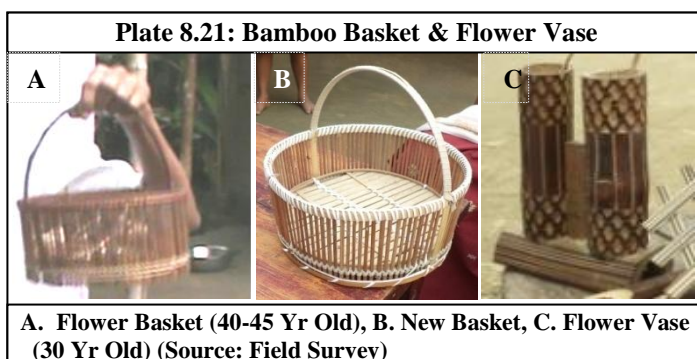 Plate 8.21: Bamboo Basket & Flower Vase
A
B
C
A. Flower Basket (40-45 Yr Old), B. New Basket, C. Flower Vase
(30 Yr Old) (Source: Field Survey)